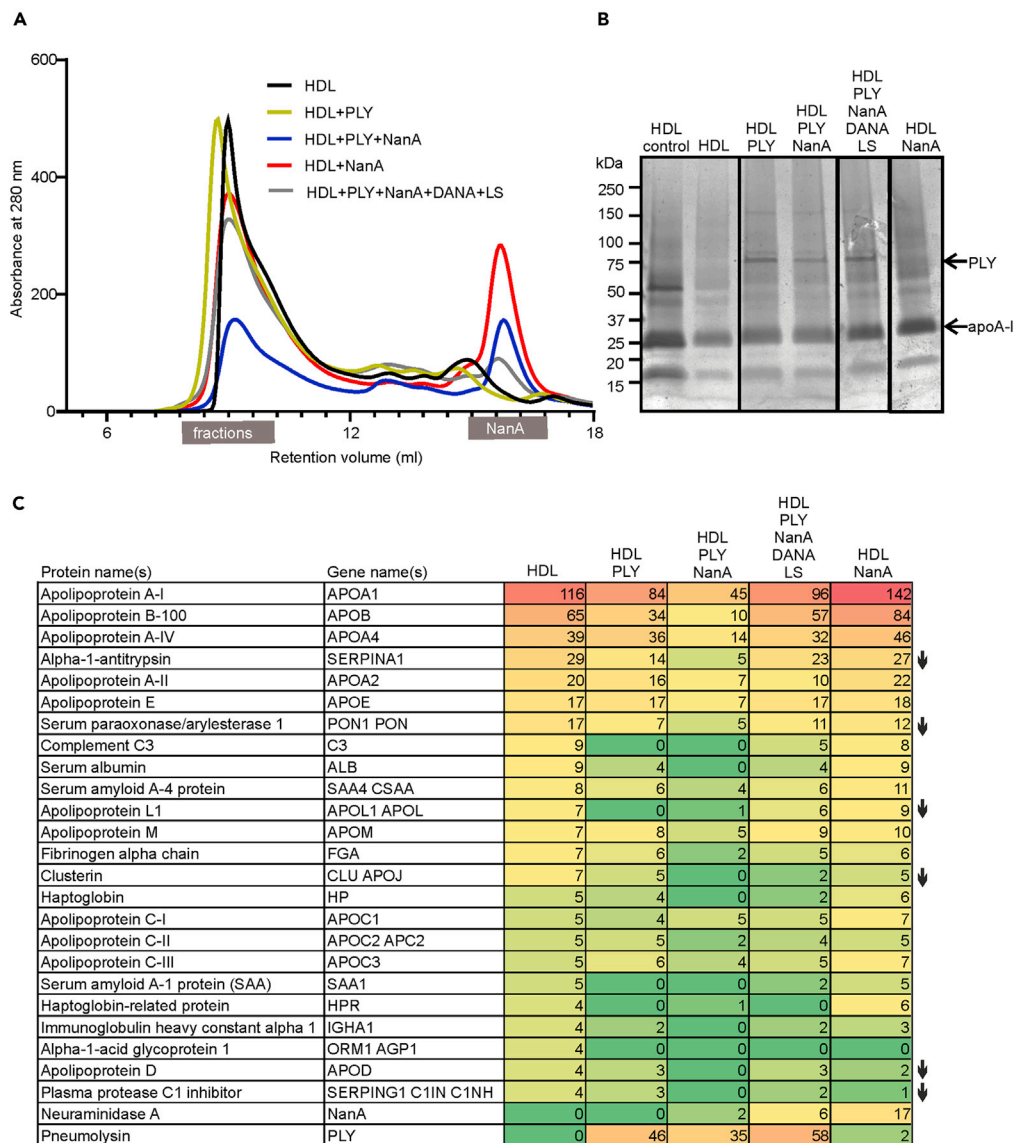 A
600
400
200
0
Absorbance at 280 nm
HDL
HDL+PLY
HDL+PLY+NanA
HDL+NanA
HDL+PLY+NanA+DANA+LS
6
12
18
fractions
NanA
Retention volume (ml)
B
HDL control
HDL
HDL PLY
HDL PLY NanA
HDL PLY NanA DANA LS
HDL NanA
kDa
250
150
100
75
50
37
25
20
15
PLY
apoA-I
C
Protein name(s) Gene name(s) HDL HDL PLY HDL PLY NanA HDL PLY NanA DANA LS HDL NanA
Apolipoprotein A-I APOA1 116 84 45 96 142
Apolipoprotein B-100 APOB 65 34 10 57 84
Apolipoprotein A-IV APOA4 39 36 14 32 46
Alpha-1-antitrypsin SERPINA1 29 14 5 23 27
Apolipoprotein A-II APOA2 20 16 7 10 22
Apolipoprotein E APOE 17 17 7 17 18
Serum paraoxonase/arylesterase 1 PON1 PON 17 7 5 11 12
Complement C3 C3 9 0 0 5 8
Serum albumin ALB 9 4 0 4 9
Serum amyloid A-4 protein SAA4 CSAA 8 6 4 6 11
Apolipoprotein L1 APOL1 APOL 7 0 1 6 9
Apolipoprotein M APOM 7 8 5 9 10
Fibrinogen alpha chain FGA 7 6 2 5 6
Clusterin CLU APOJ 7 5 0 2 5
Haptoglobin HP 5 4 0 2 6
Apolipoprotein C-I APOC1 5 4 5 5 7
Apolipoprotein C-II APOC2 APC2 5 5 2 4 5
Apolipoprotein C-III APOC3 5 6 4 5 7
Serum amyloid A-1 protein (SAA) SAA1 5 0 0 2 5
Haptoglobin-related protein HPR 4 0 1 0 6
Immunoglobulin heavy constant alpha 1 IGHA1 4 2 0 2 3
Alpha-1-acid glycoprotein 1 ORM1 AGP1 4 0 0 0 0
Apolipoprotein D APOD 4 3 0 3 2
Plasma protease C1 inhibitor SERPING1 C1IN C1NH 4 3 0 2 1
Neuraminidase A NanA 0 0 2 6 17
Pneumolysin PLY 0 46 35 58 2